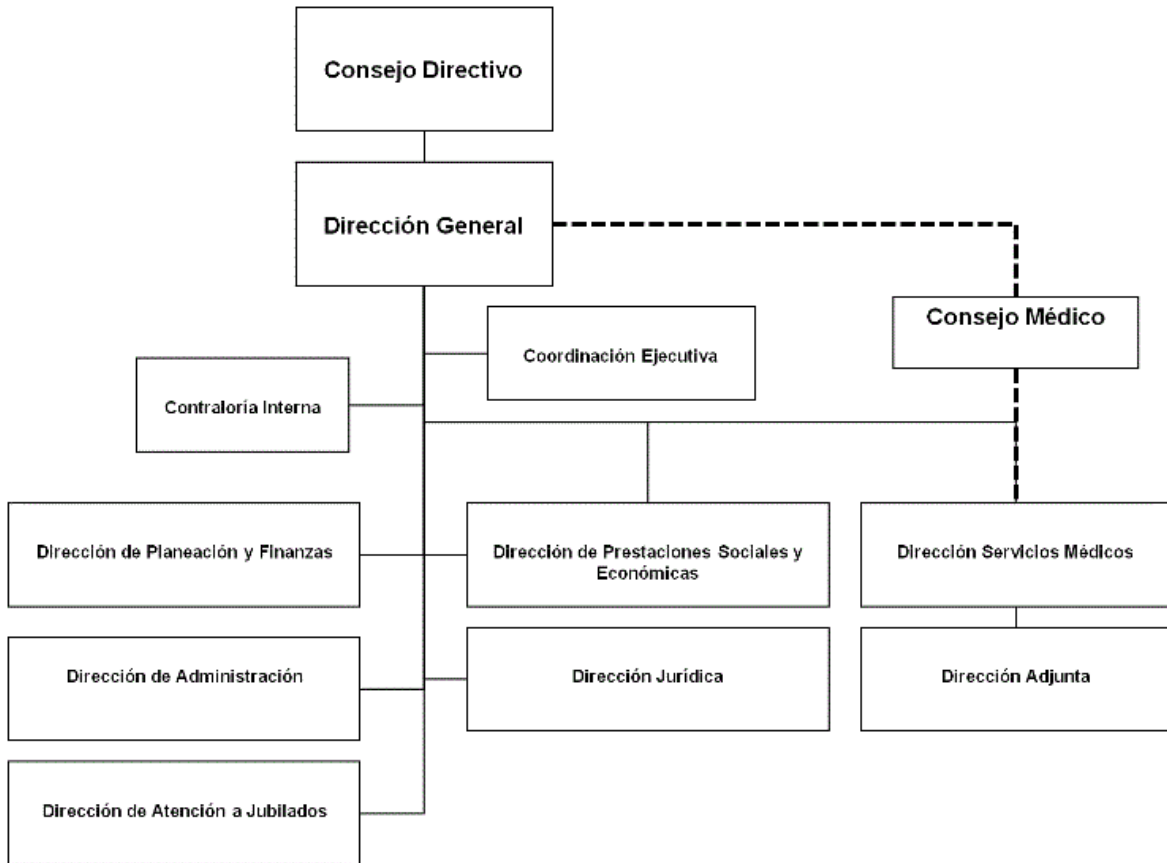 Consejo Directivo
Dirección General
Consejo Médico
Coordinación Ejecutiva
Contraloría Interna
Dirección de Planeación y Finanzas
Dirección de Prestaciones Sociales y
Económicas
Dirección Servicios Médicos
Dirección de Administración
Dirección Jurídica
Dirección Adjunta
Dirección de Atención a Jubilados